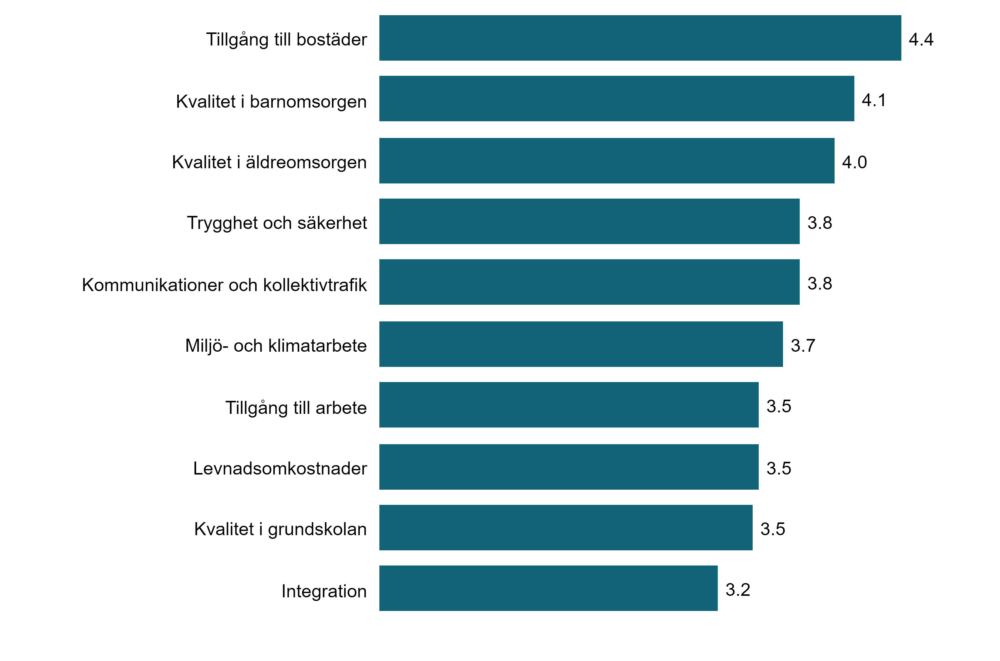 Tillgång till bostäder 4.4
Kvalitet i barnomsorgen 4.1
Kvalitet i äldreomsorgen 4.0
Trygghet och säkerhet 3.8
Kommunikationer och kollektivtrafik 3.8
Miljö- och klimatarbete 3.7
Tillgång till arbete 3.5
Levnadsomkostnader 3.5
Kvalitet i grundskolan 3.5
Integration 3.2